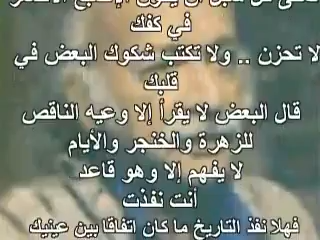 في كفك
لا تحزن .. ولا تكتب شكوك البعض في
قلبك
قال البعض لا يقرأ إلا وعيه الناقص
للزهرة والخنجر والأيام
لا يفهم إلا وهو قاعد
أنت نفذت
فهلا نفذ التاريخ ما كان اتفاقا بين عينيك